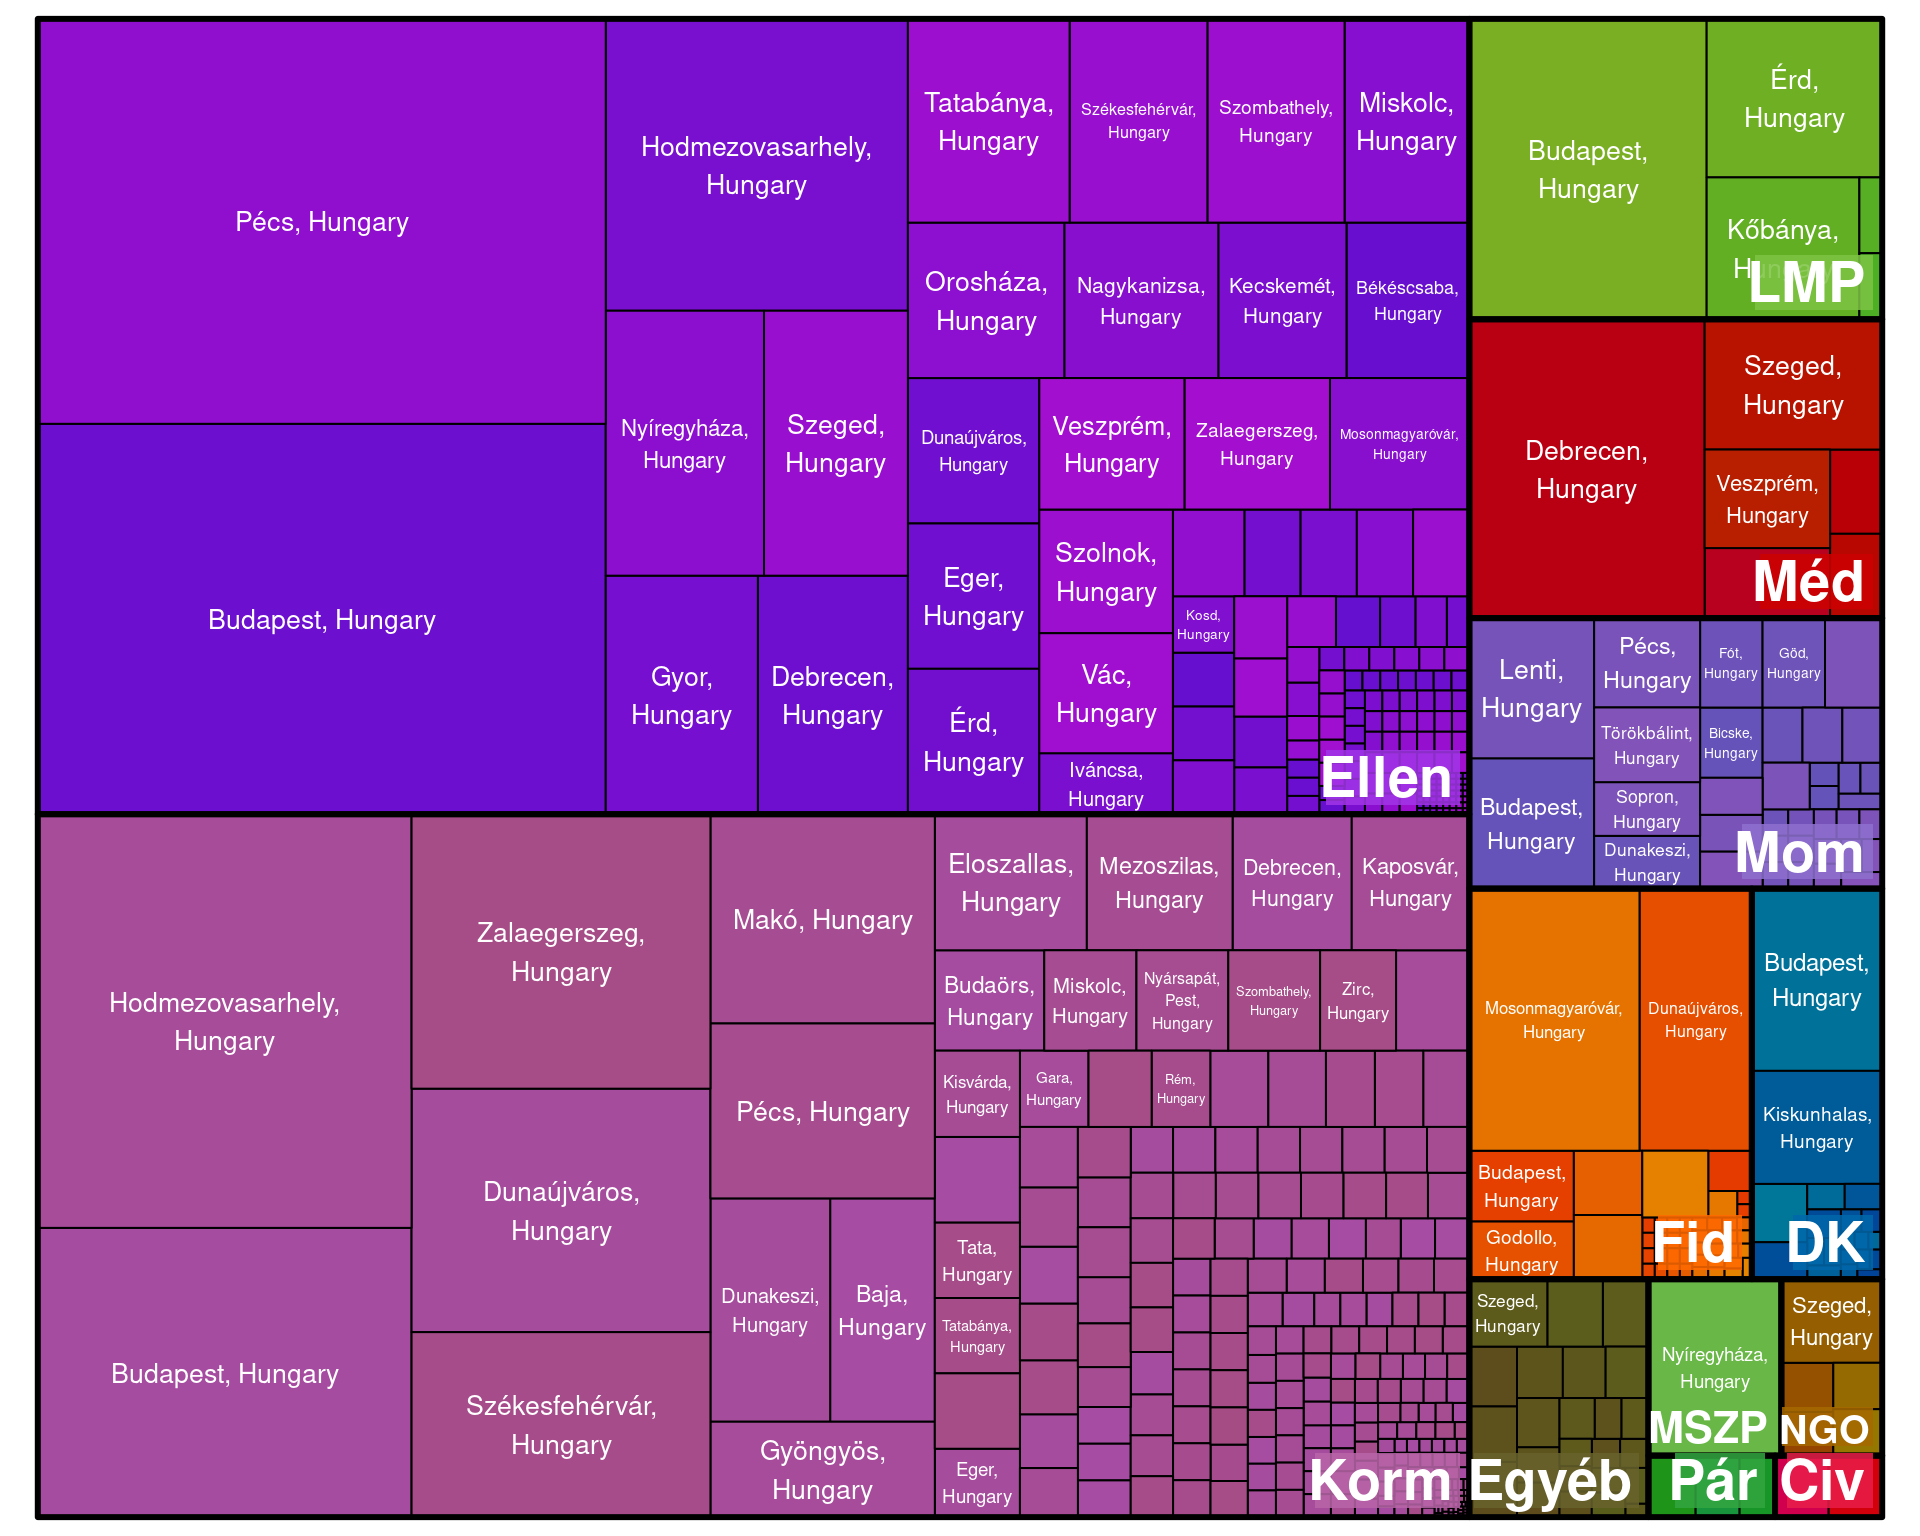 Pécs, Hungary
Budapest, Hungary
Hodmezovasarhely,
Hungary
Nyíregyháza,
Hungary
Szeged,
Hungary
Gyor,
Hungary
Debrecen,
Hungary
Tatabánya,
Hungary
Székesfehérvár,
Hungary
Szombathely,
Hungary
Miskolc,
Hungary
Orosháza,
Hungary
Nagykanizsa,
Hungary
Kecskemét,
Hungary
Békéscsaba,
Hungary
Dunaújváros,
Hungary
Veszprém,
Hungary
Zalaegerszeg,
Hungary
Mosonmagyaróvár,
Hungary
Eger,
Hungary
Érd,
Hungary
Szolnok,
Hungary
Vác,
Hungary
Iváncsa,
Hungary
Kosd,
Hungary
Ellen
Hodmezovasarhely,
Hungary
Budapest, Hungary
Zalaegerszeg,
Hungary
Dunaújváros,
Hungary
Székesfehérvár,
Hungary
Makó, Hungary
Pécs, Hungary
Dunakeszi,
Hungary
Baja,
Hungary
Gyöngyös,
Hungary
Eloszallas,
Hungary
Mezoszilas,
Hungary
Debrecen,
Hungary
Kaposvár,
Hungary
Budaörs,
Hungary
Miskolc,
Hungary
Nyársapát,
Pest,
Hungary
Szombathely,
Hungary
Zirc,
Hungary
Kisvárda,
Hungary
Gara,
Hungary
Rém,
Hungary
Tata,
Hungary
Tatabánya,
Hungary
Eger,
Hungary
Korm
Budapest,
Hungary
Érd,
Hungary
Kőbánya,
Hungary
LMP
Debrecen,
Hungary
Szeged,
Hungary
Veszprém,
Hungary
Méd
Lenti,
Hungary
Budapest,
Hungary
Pécs,
Hungary
Törökbálint,
Hungary
Sopron,
Hungary
Dunakeszi,
Hungary
Fót,
Hungary
Göd,
Hungary
Bicske,
Hungary
Mom
Mosonmagyaróvár,
Hungary
Dunaújváros,
Hungary
Budapest,
Hungary
Godollo,
Hungary
Fid
Budapest,
Hungary
Kiskunhalas,
Hungary
DK
Szeged,
Hungary
Egyéb
Nyíregyháza,
Hungary
MSZP
Szeged,
Hungary
NGO
Pár
Civ